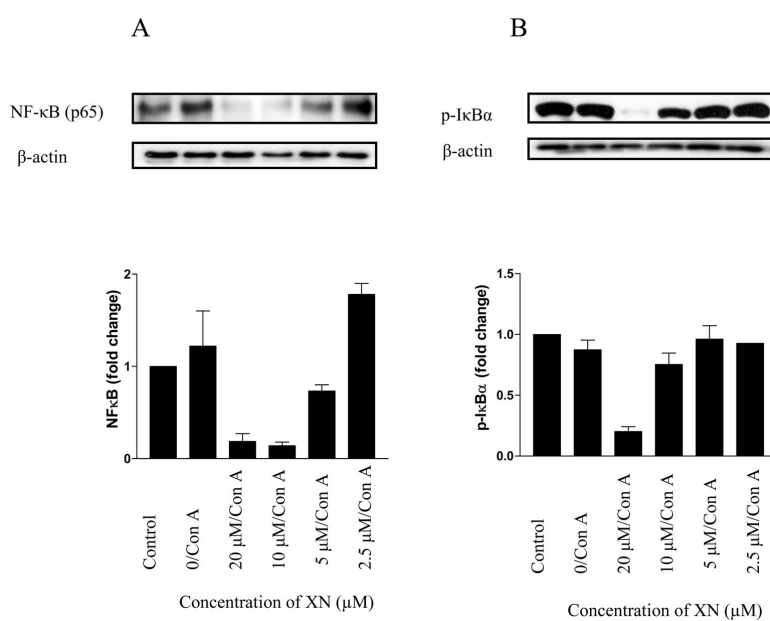 A
B
NF-κB (p65)
β-actin
p-IκBα
β-actin
NFκB (fold change)
2
1
0
Control
0/Con A
20 μM/Con A
10 μM/Con A
5 μM/Con A
2.5 μM/Con A
Concentration of XN (μM)
p-IκBα (fold change)
1.5
1.0
0.5
0.0
Control
0/Con A
20 μM/Con A
10 μM/Con A
5 μM/Con A
2.5 μM/Con A
Concentration of XN (μM)